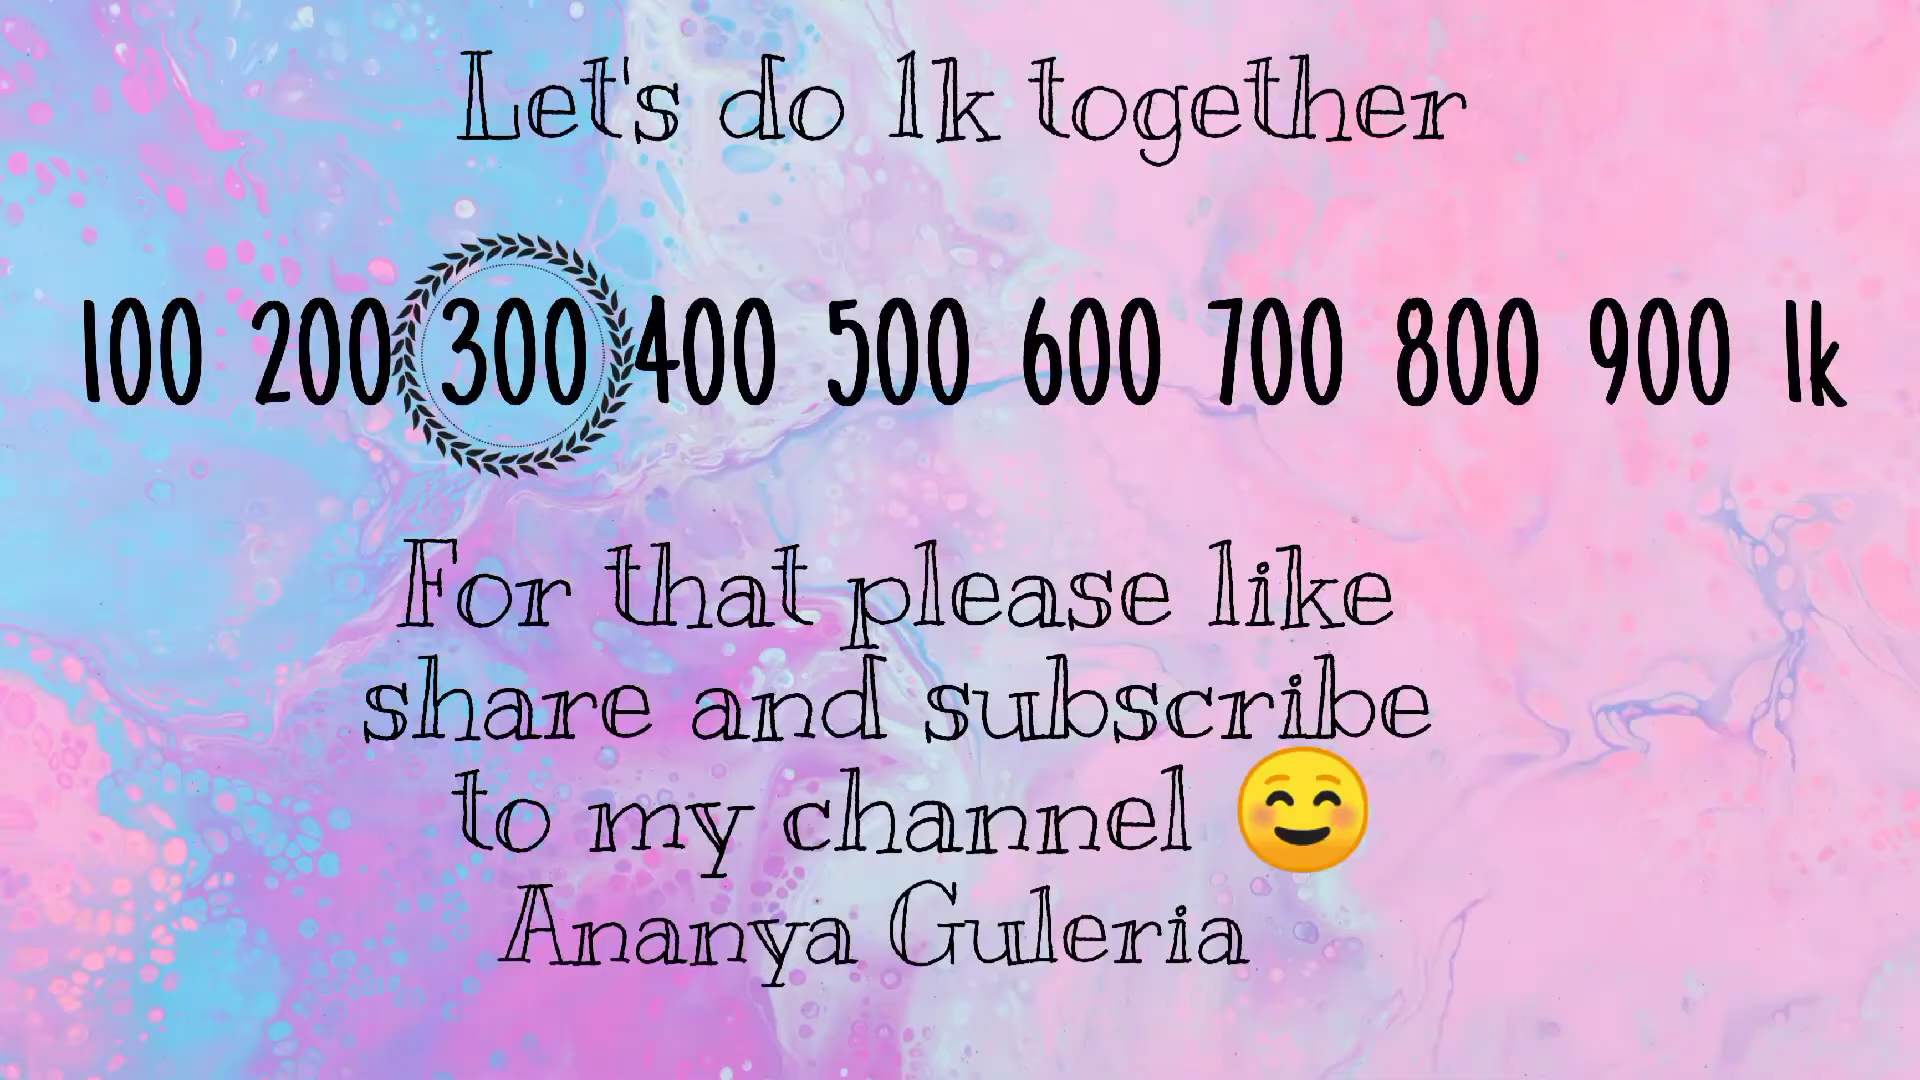 Let's do 1k together
100 200 300 400 500 600 700 800 900 1k
For that please like
share and subscribe
to my channel ☺️
Ananya Guleria